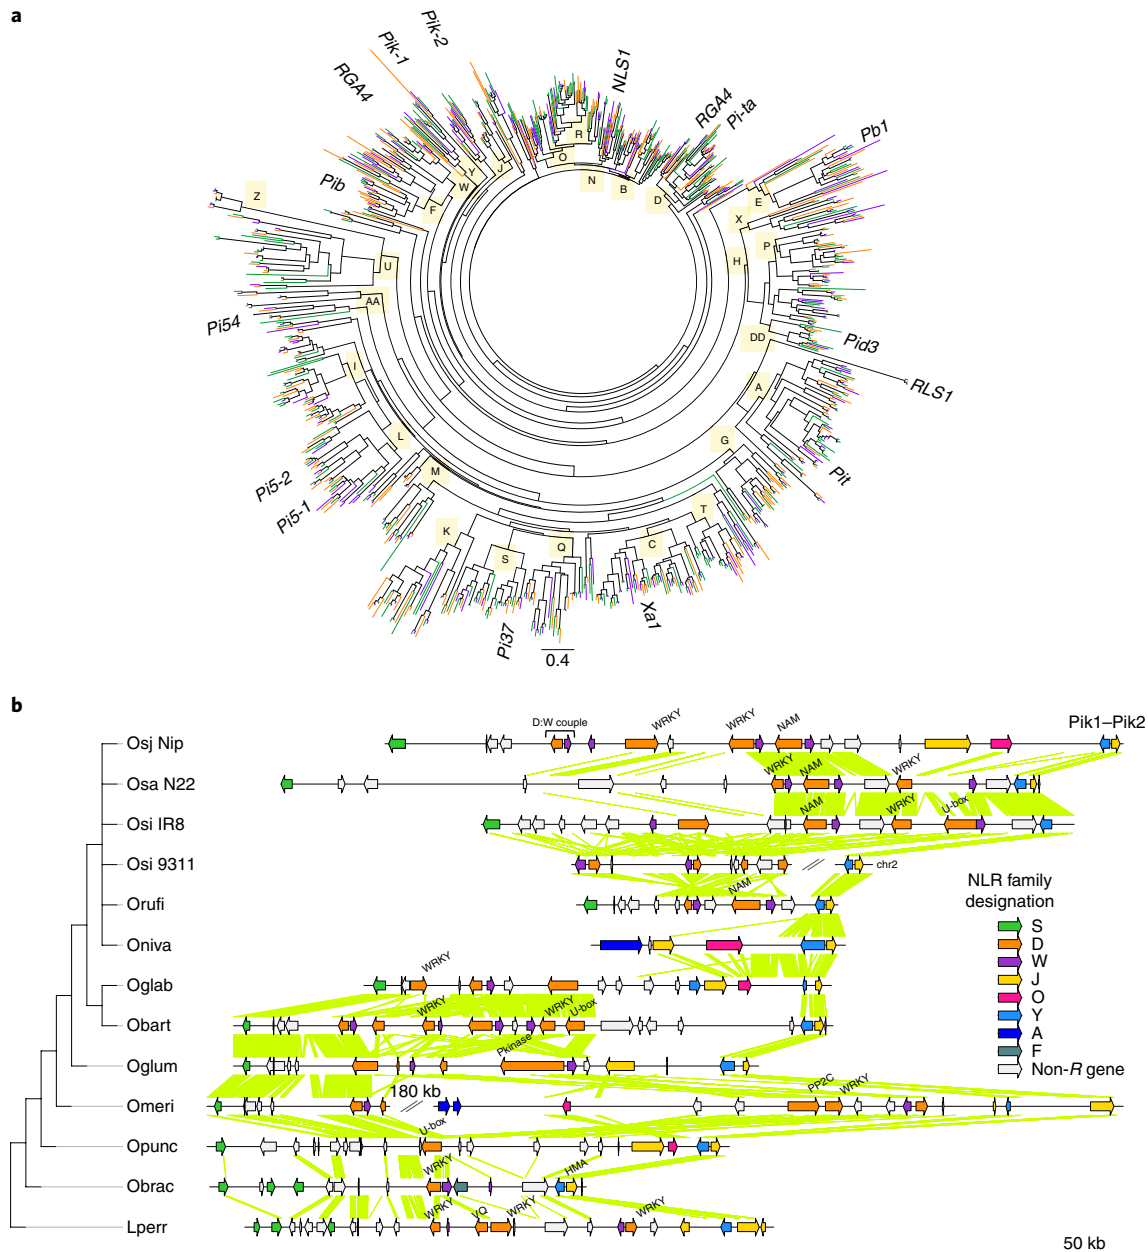 a
Pik-2
Pik-1
RGA4
NLS1
RGA4
Pi-ta
Pb1
Pib
Pi54
Pid3
RLS1
Pit
Pi5-2
Pi5-1
Pi37
Xa1
R
O
N
B
D
J
Y
W
F
Z
U
AA
I
L
M
K
S
Q
C
T
G
A
DD
P
H
X
E
0.4
b
Osj Nip
D:W couple
WRKY
WRKY
NAM
Pik1–Pik2
Osa N22
WRKY
NAM
WRKY
Osi IR8
NAM
WRKY
U-box
Osi 9311
chr2
Orufi
NAM
Oniva
Oglab
WRKY
Obart
WRKY
WRKY
U-box
Oglum
Pkinase
Omeri
180 kb
PP2C
WRKY
Opunc
U-box
Obrac
WRKY
HMA
Lperr
WRKY
VQ
WRKY
WRKY
NLR family
designation
S
D
W
J
O
Y
A
F
Non-R gene
50 kb